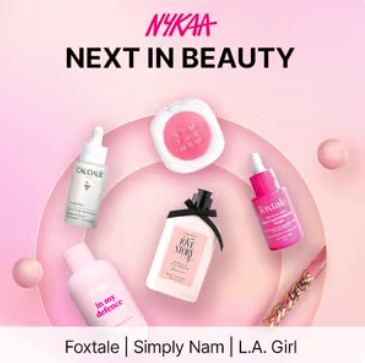 NYKAA
NEXT IN BEAUTY
CAUDALIE
Foxtale
LOVE
STORY
in my
defence
Foxtale | Simply Nam | L.A. Girl